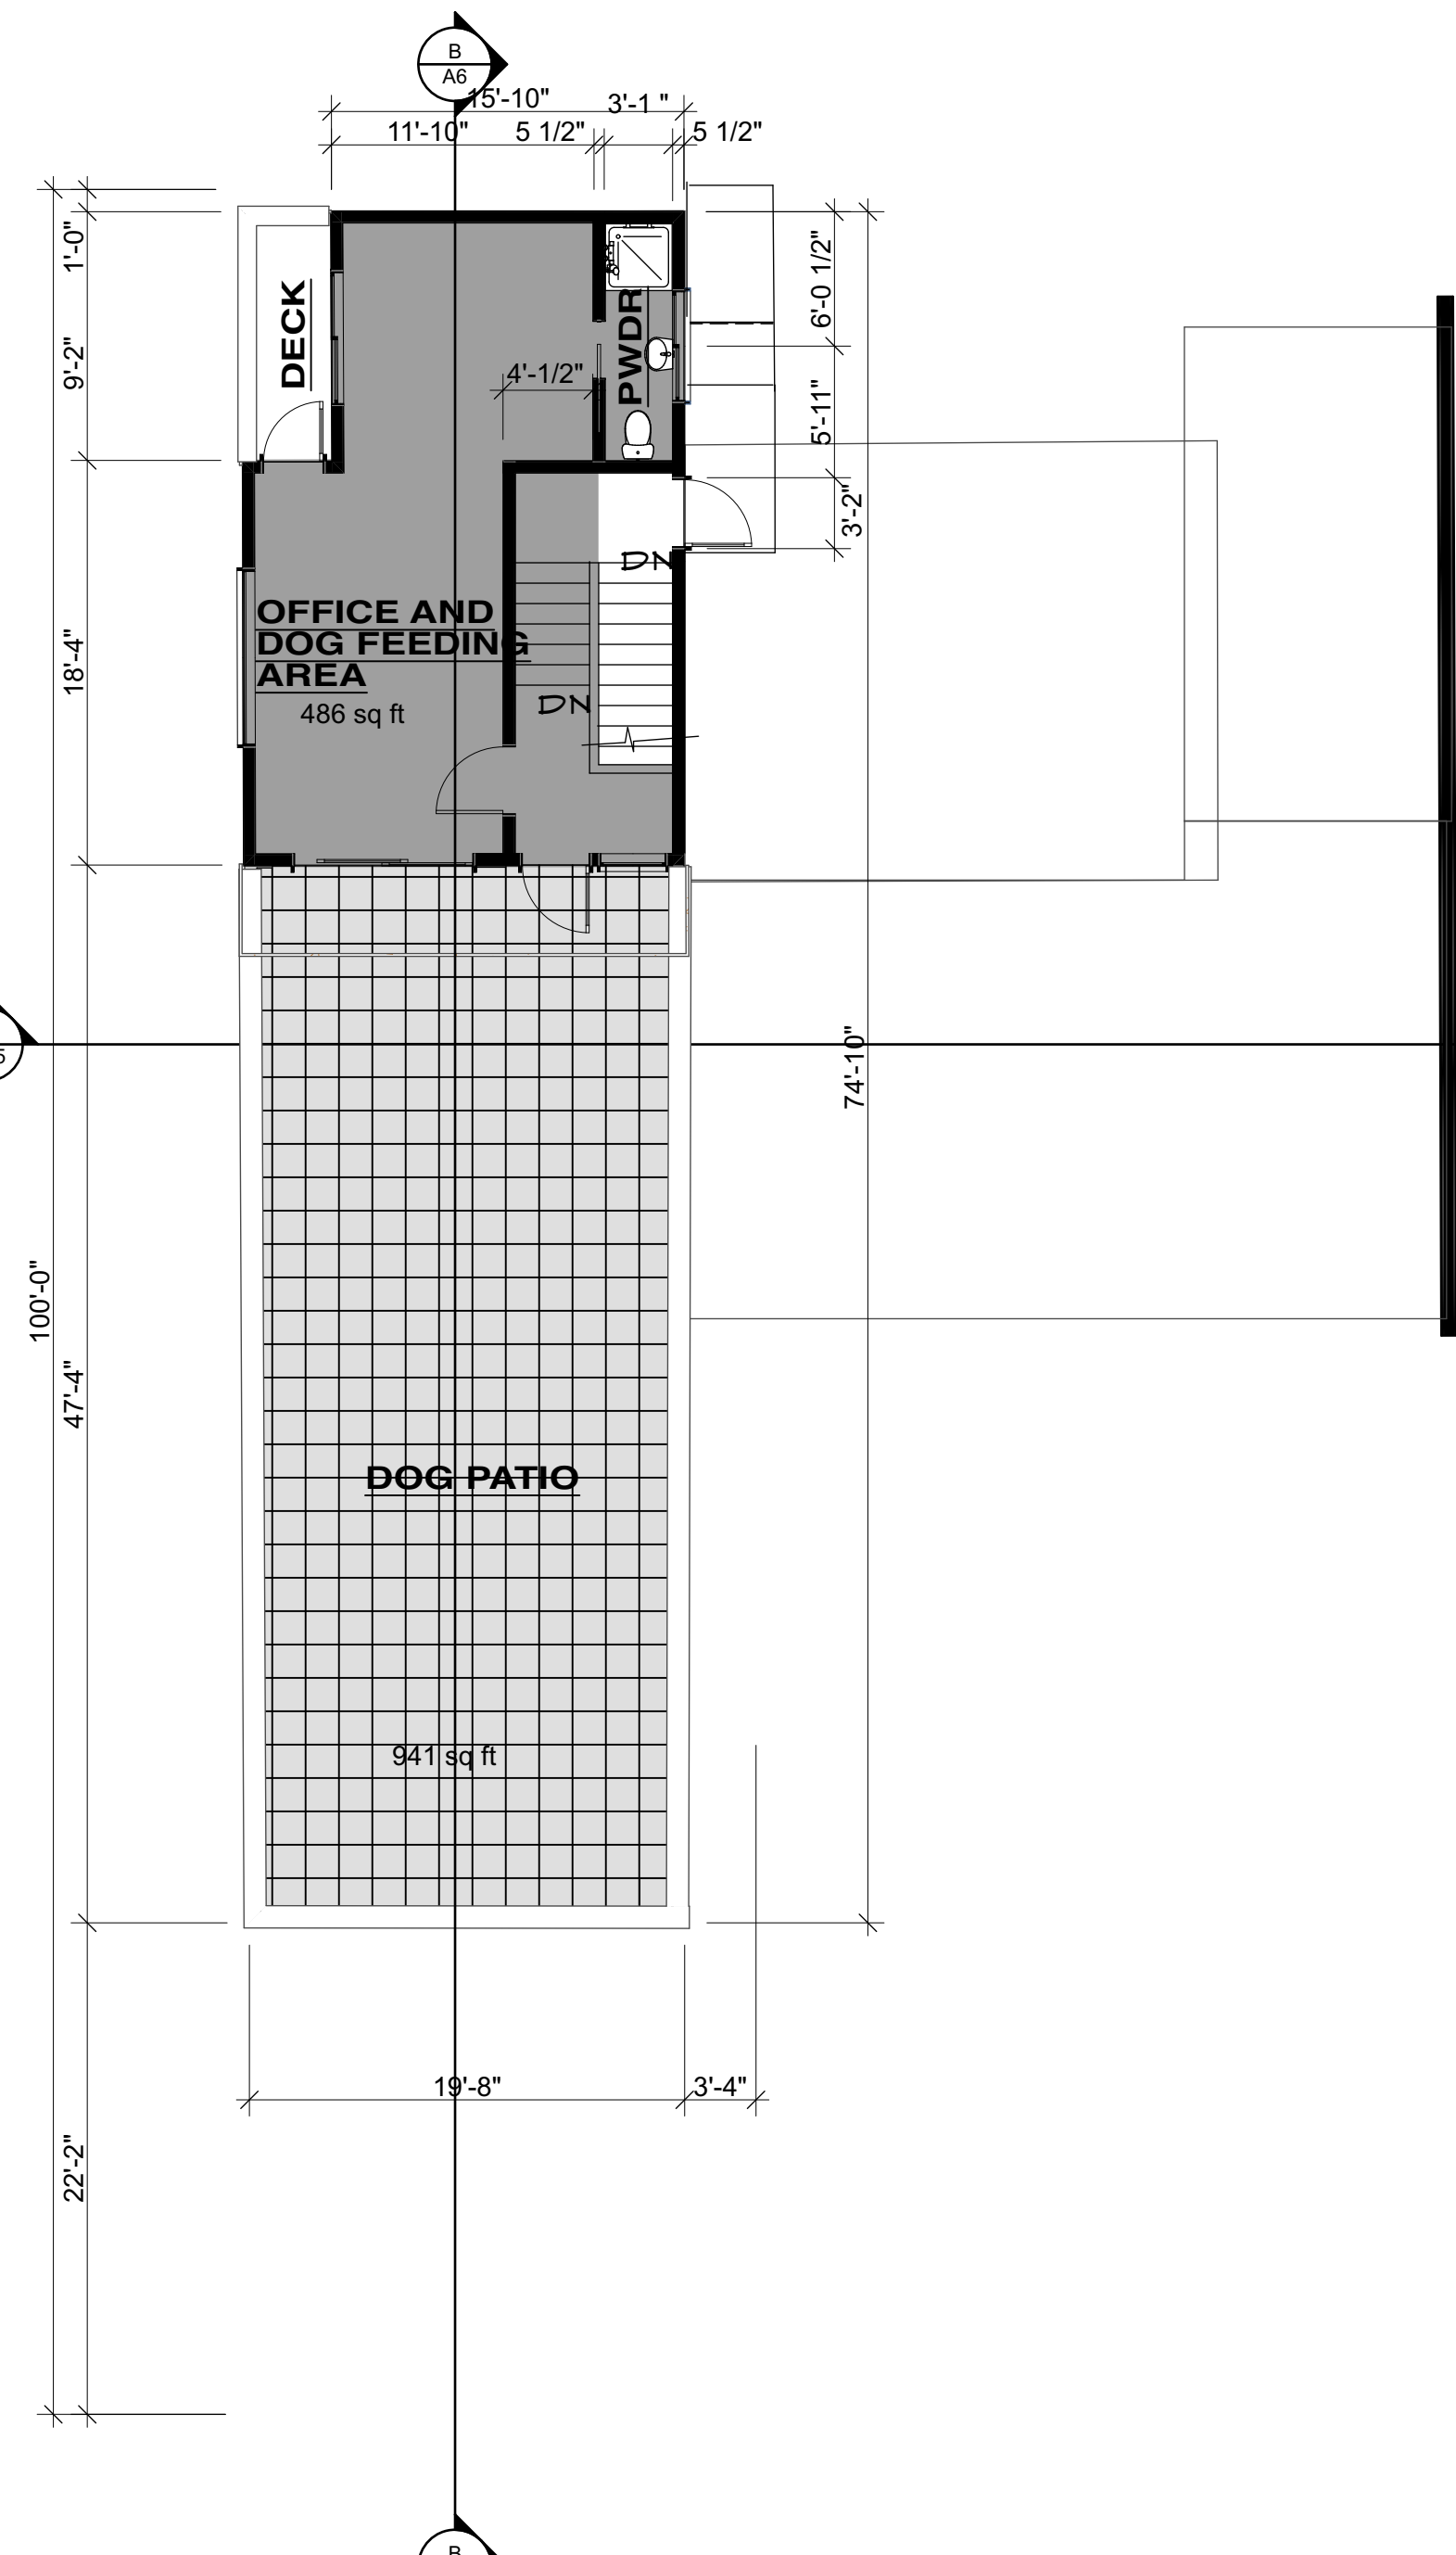 B
A6
15'-10"
3'-1 "
11'-10"
5 1/2"
5 1/2"
1'-0"
9'-2"
DECK
PWDR
4'-1/2"
6'-0 1/2"
5'-11"
3'-2"
DN
OFFICE AND
DOG FEEDING
AREA
486 sq ft
DN
18'-4"
74'-10"
100'-0"
47'-4"
DOG PATIO
941 sq ft
19'-8"
3'-4"
22'-2"
B